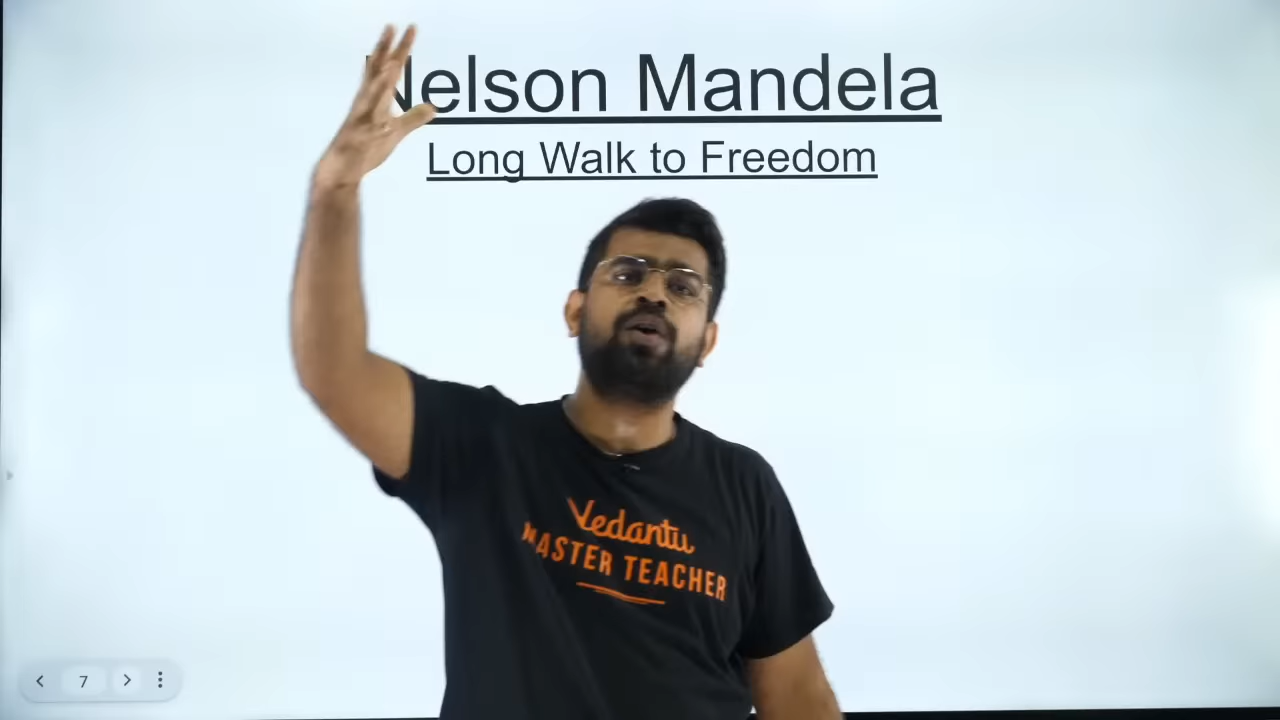 Nelson Mandela
Long Walk to Freedom
Vedantu
MASTER TEACHER
7